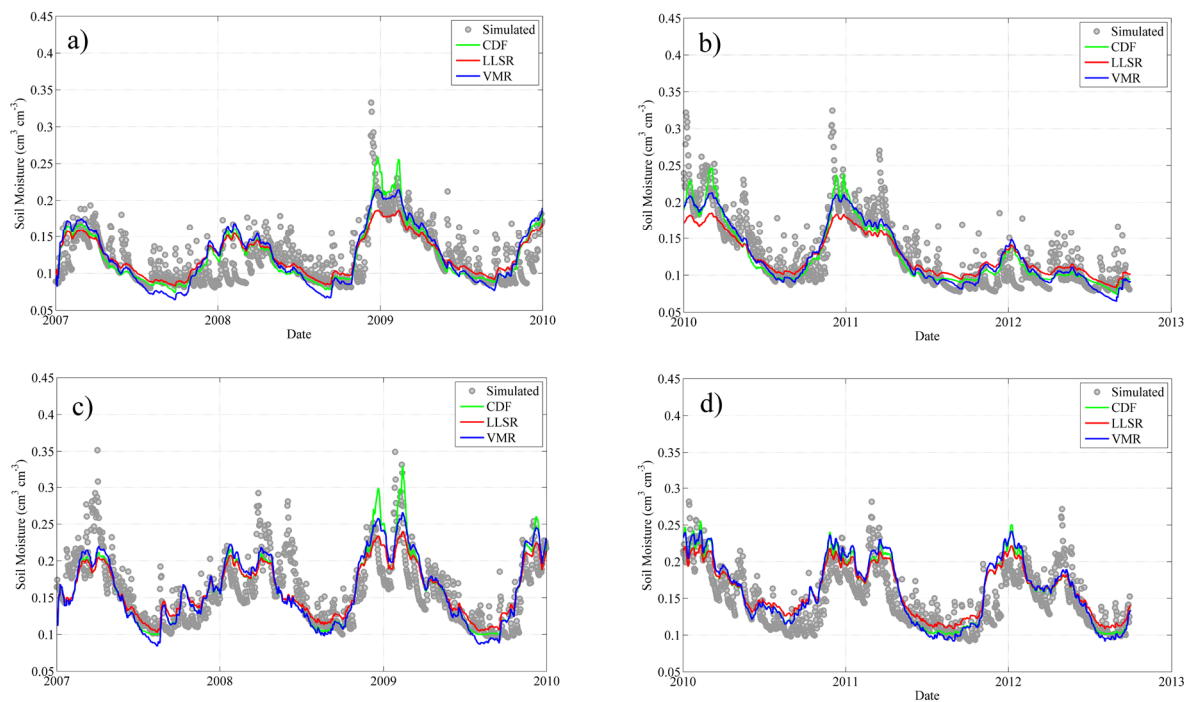 a)
0.45
0.4
0.35
0.3
0.25
0.2
0.15
0.1
0.05
Soil Moisture (cm³ cm⁻³)
2007
2008
2009
2010
Date
Simulated
CDF
LLSR
VMR
b)
0.45
0.4
0.35
0.3
0.25
0.2
0.15
0.1
0.05
Soil Moisture (cm³ cm⁻³)
2010
2011
2012
2013
Date
Simulated
CDF
LLSR
VMR
c)
0.45
0.4
0.35
0.3
0.25
0.2
0.15
0.1
0.05
Soil Moisture (cm³ cm⁻³)
2007
2008
2009
2010
Date
Simulated
CDF
LLSR
VMR
d)
0.45
0.4
0.35
0.3
0.25
0.2
0.15
0.1
0.05
Soil Moisture (cm³ cm⁻³)
2010
2011
2012
2013
Date
Simulated
CDF
LLSR
VMR